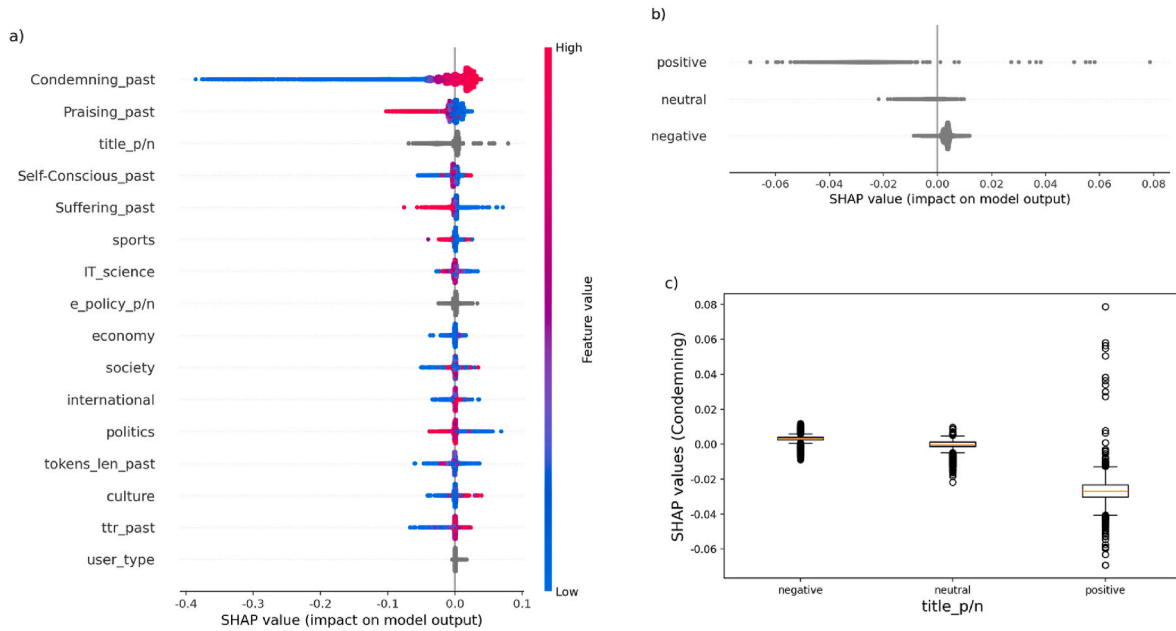 a)
High
Condemning_past
Praising_past
title_p/n
Self-Conscious_past
Suffering_past
sports
IT_science
e_policy_p/n
economy
society
international
politics
tokens_len_past
culture
ttr_past
user_type
Low
Feature value
-0.4 -0.3 -0.2 -0.1 0.0 0.1
SHAP value (impact on model output)
b)
positive
neutral
negative
-0.06 -0.04 -0.02 0.00 0.02 0.04 0.06 0.08
SHAP value (impact on model output)
c)
SHAP values (Condemning)
0.08
0.06
0.04
0.02
0.00
-0.02
-0.04
-0.06
negative neutral positive
title_p/n